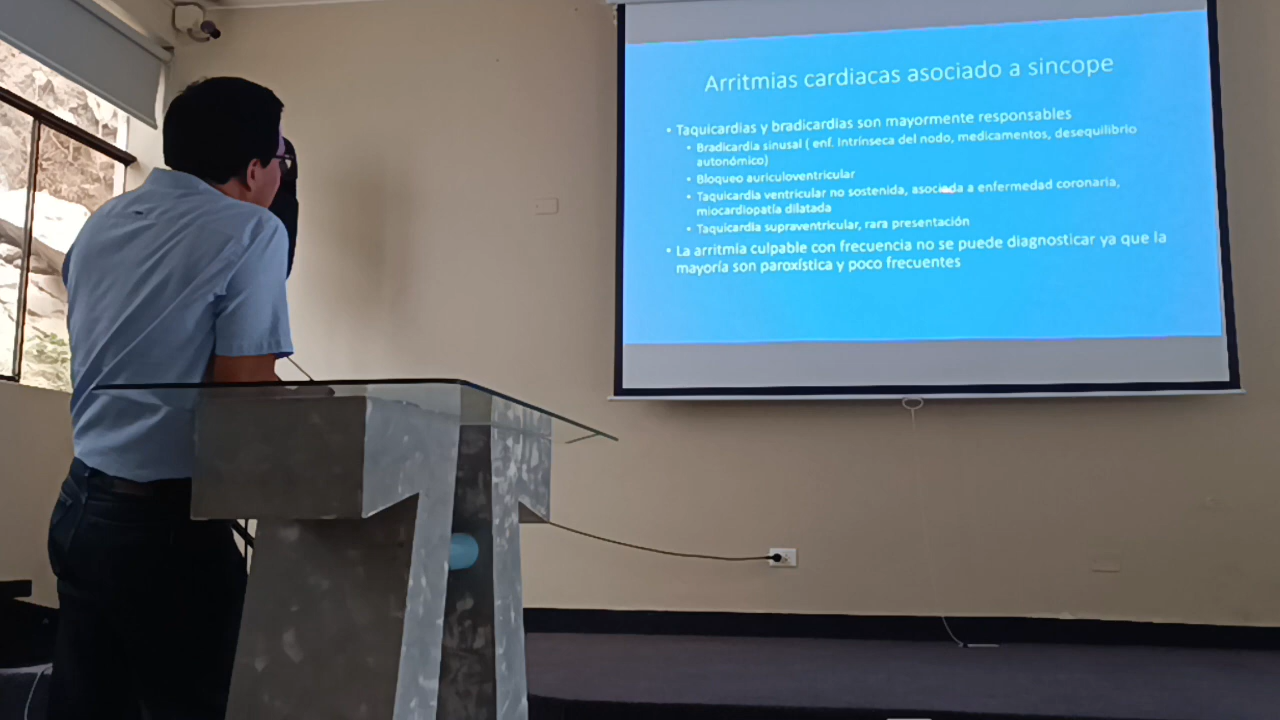 Arritmias cardiacas asociado a sincope
• Taquicardias y bradicardias son mayormente responsables
• Bradicardia sinusal ( enf. Intrínseca del nodo, medicamentos, desequilibrio
autonómico)
• Bloqueo auriculoventricular
• Taquicardia ventricular no sostenida, asociada a enfermedad coronaria,
miocardiopatía dilatada
• Taquicardia supraventricular, rara presentación
• La arritmia culpable con frecuencia no se puede diagnosticar ya que la
mayoría son paroxística y poco frecuentes